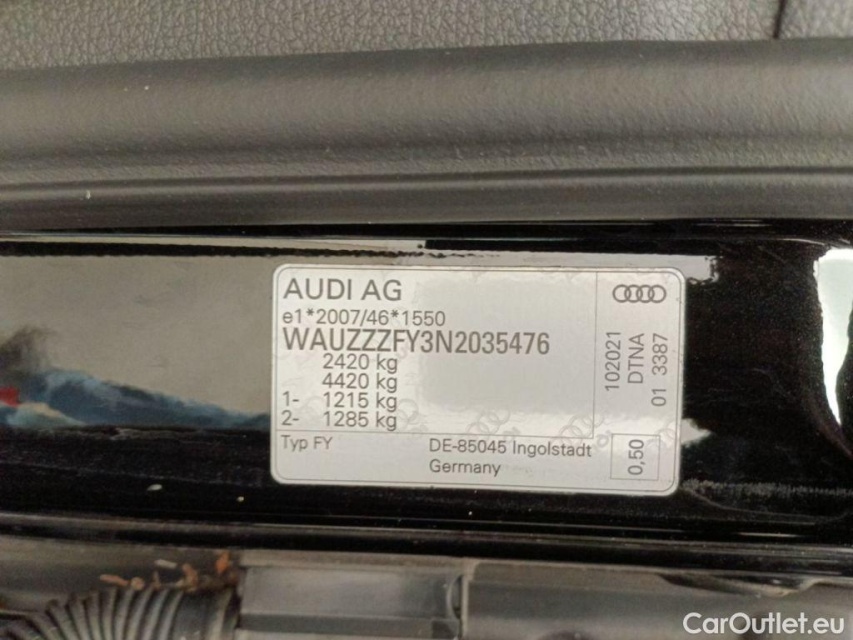 AUDI AG
e1*2007/46*1550
WAUZZZFY3N2035476
2420 kg
4420 kg
1- 1215 kg
2- 1285 kg
Typ FY
DE-85045 Ingolstadt
Germany
102021
DTNA
01 3387
0,50
CarOutlet.eu